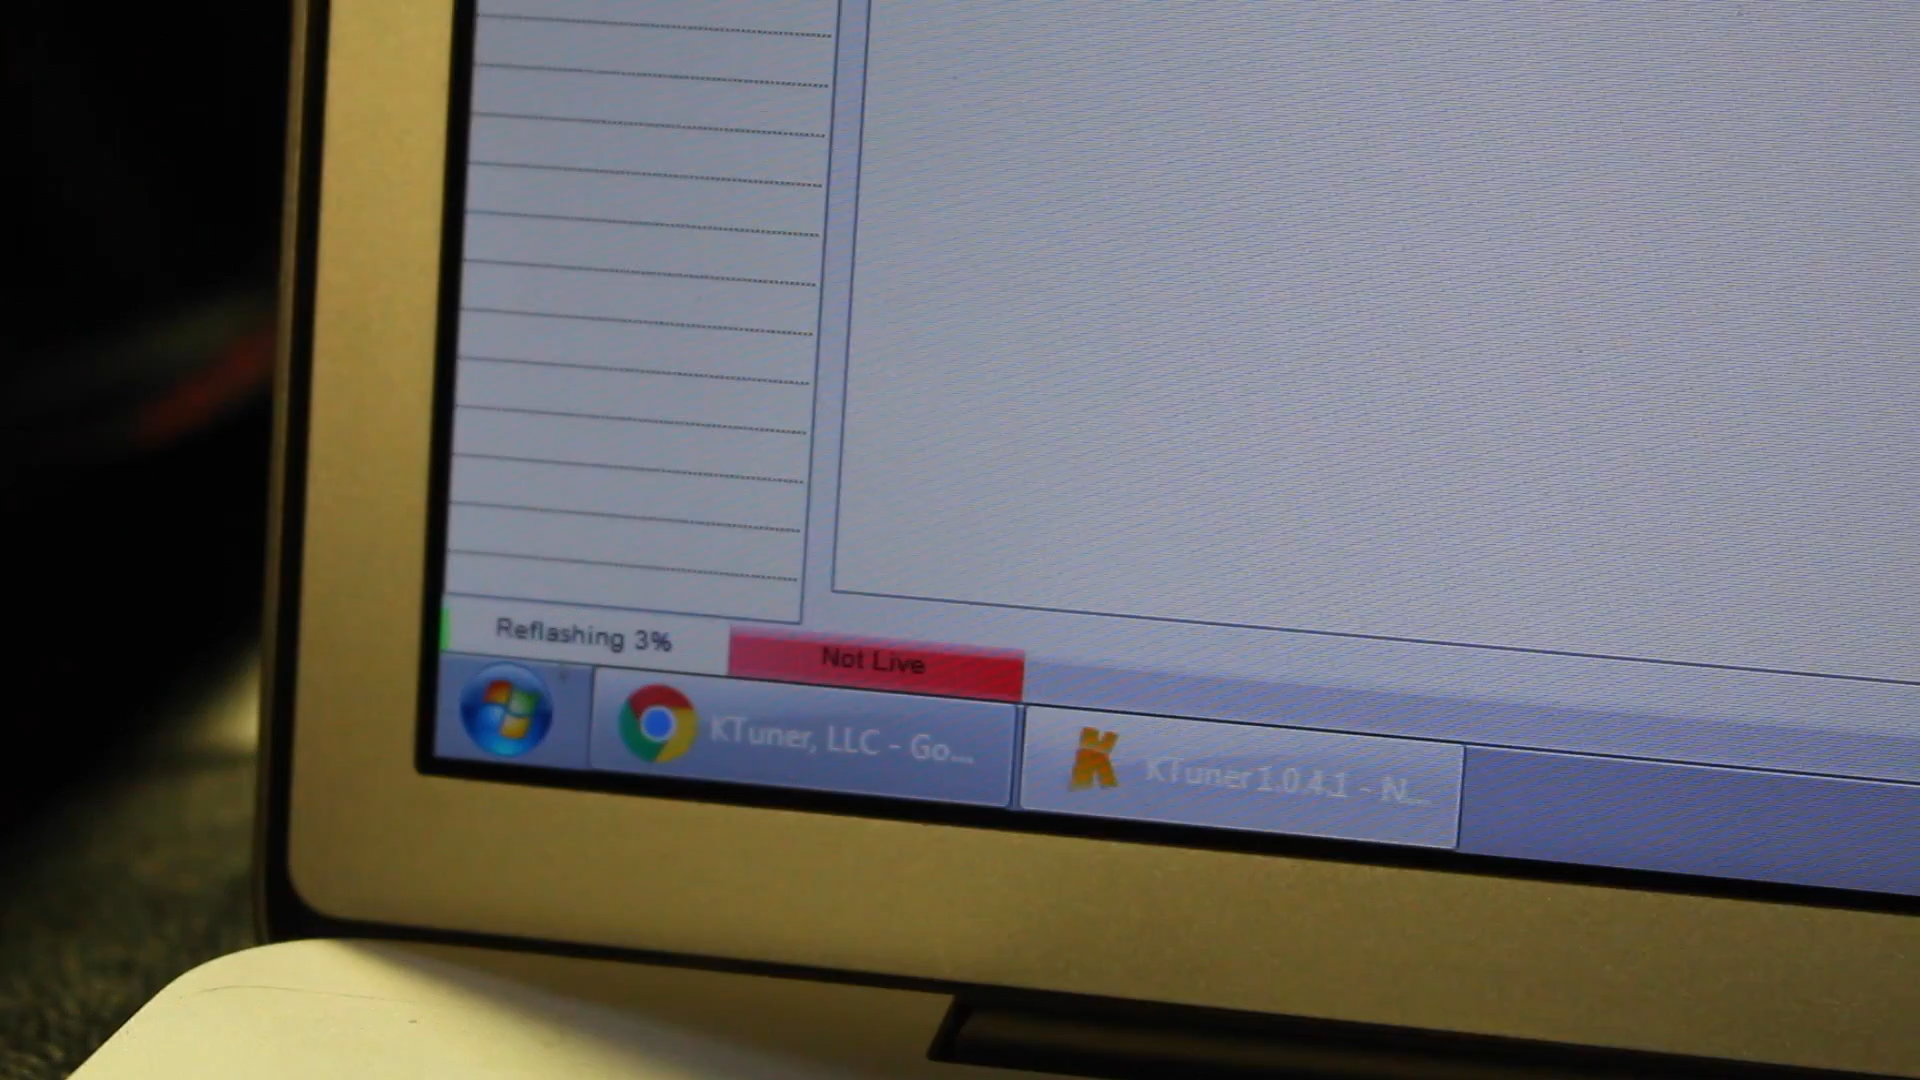 Reflashing 3%
Not Live
KTuner, LLC - Go...
KTuner 1.0.4.1 - N...